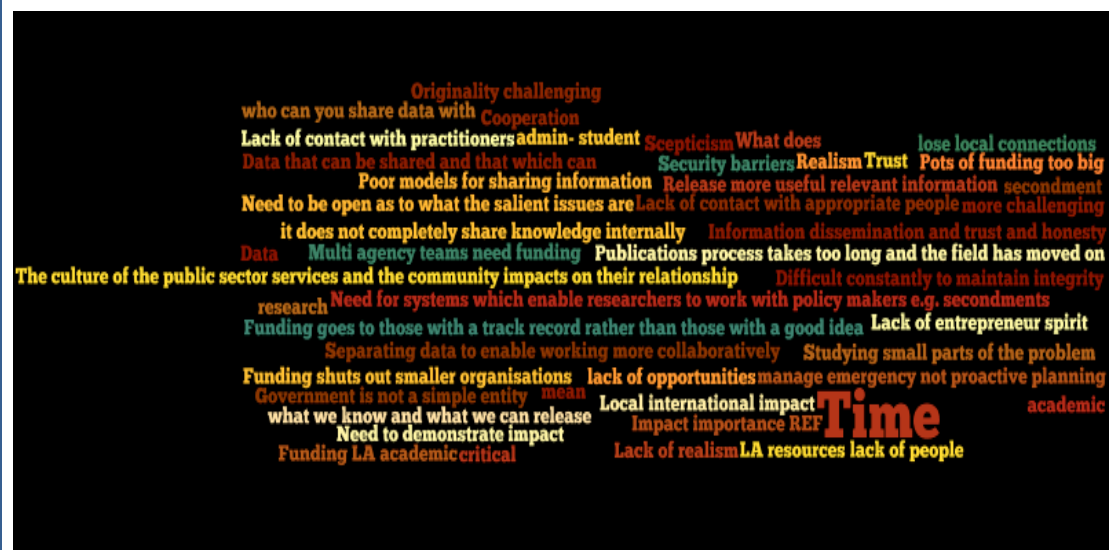 Originality challenging
who can you share data with Cooperation
Lack of contact with practitioners admin- student Scepticism What does lose local connections
Data that can be shared and that which can Security barriers Realism Trust Pots of funding too big
Poor models for sharing information Release more useful relevant information secondment
Need to be open as to what the salient issues are Lack of contact with appropriate people more challenging
it does not completely share knowledge internally Information dissemination and trust and honesty
Data Multi agency teams need funding Publications process takes too long and the field has moved on
The culture of the public sector services and the community impacts on their relationship Difficult constantly to maintain integrity
research Need for systems which enable researchers to work with policy makers e.g. secondments
Funding goes to those with a track record rather than those with a good idea Lack of entrepreneur spirit
Separating data to enable working more collaboratively Studying small parts of the problem
Funding shuts out smaller organisations lack of opportunities manage emergency not proactive planning
Government is not a simple entity mean Local international impact Time academic
what we know and what we can release Impact importance REF
Need to demonstrate impact
Funding LA academic critical Lack of realism LA resources lack of people